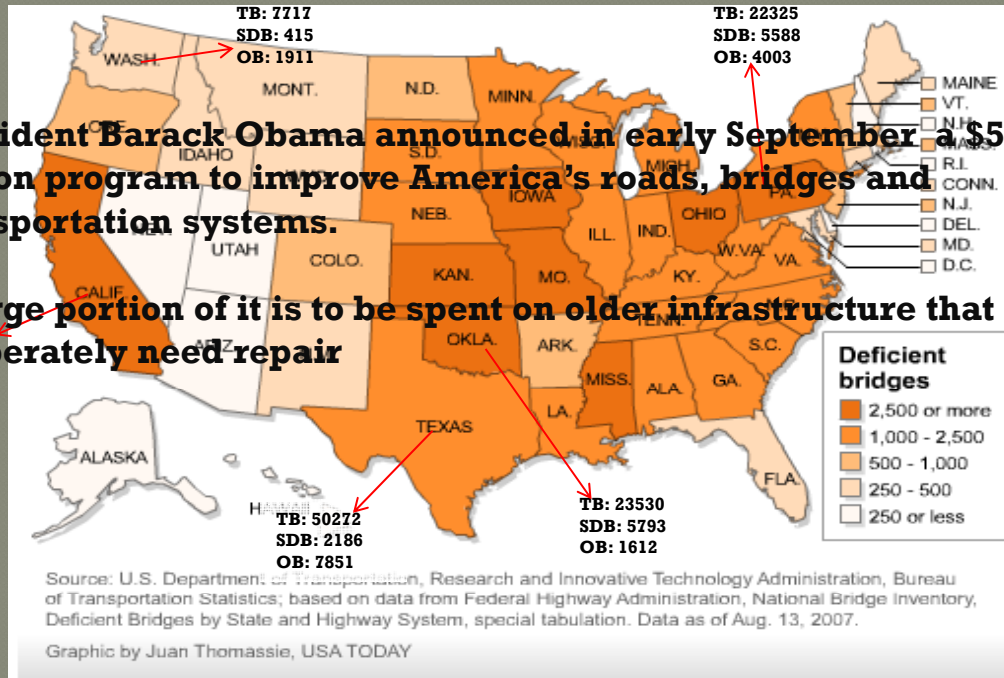 TB: 7717
SDB: 415
OB: 1911
TB: 22325
SDB: 5588
OB: 4003
WASH.
MONT.
N.D.
MINN.
MAINE
VT.
N.H.
MASS.
R.I.
CONN.
N.J.
DEL.
MD.
D.C.
ident Barack Obama announced in early September a $5
on program to improve America's roads, bridges and
sportation systems.
ORE.
IDAHO
S.D.
MICH.
PA.
IOWA
OHIO
NEB.
ILL.
IND.
W.VA.
VA.
NEV.
UTAH
COLO.
KAN.
MO.
KY.
CALIF.
rge portion of it is to be spent on older infrastructure that
perately need repair
TENN.
ARIZ.
OKLA.
ARK.
S.C.
MISS.
ALA.
GA.
TEXAS
LA.
FLA.
ALASKA
Deficient
bridges
2,500 or more
1,000 - 2,500
500 - 1,000
250 - 500
250 or less
TB: 50272
SDB: 2186
OB: 7851
TB: 23530
SDB: 5793
OB: 1612
Source: U.S. Department of Transportation, Research and Innovative Technology Administration, Bureau
of Transportation Statistics; based on data from Federal Highway Administration, National Bridge Inventory,
Deficient Bridges by State and Highway System, special tabulation. Data as of Aug. 13, 2007.
Graphic by Juan Thomassie, USA TODAY